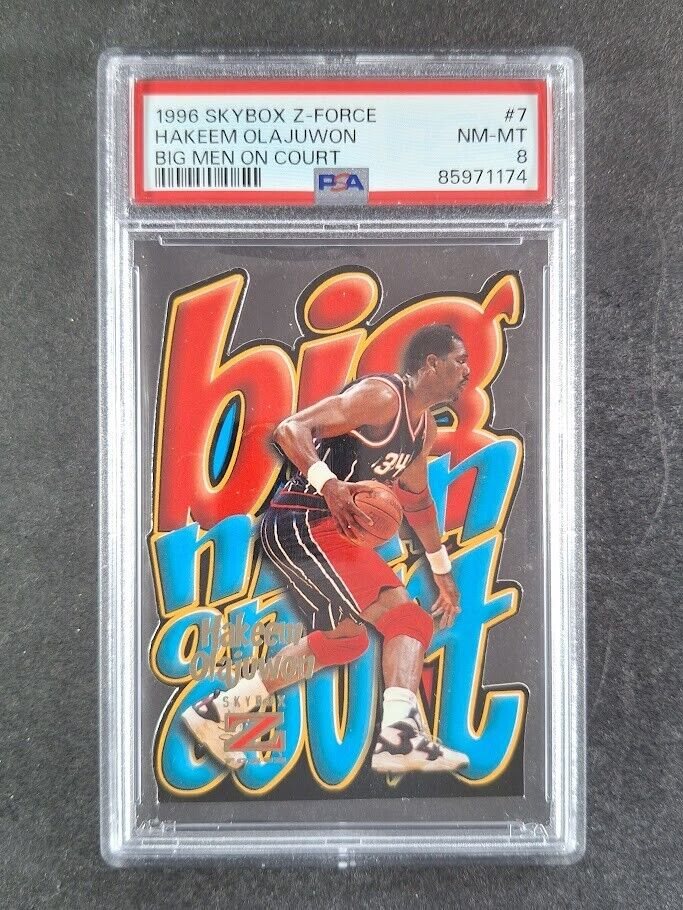 1996 SKYBOX Z-FORCE #7
HAKEEM OLAJUWON NM-MT
BIG MEN ON COURT 8
PSA 85971174
big
men
on
court
34
Hakeem
Olajuwon
SKYBOX
Z